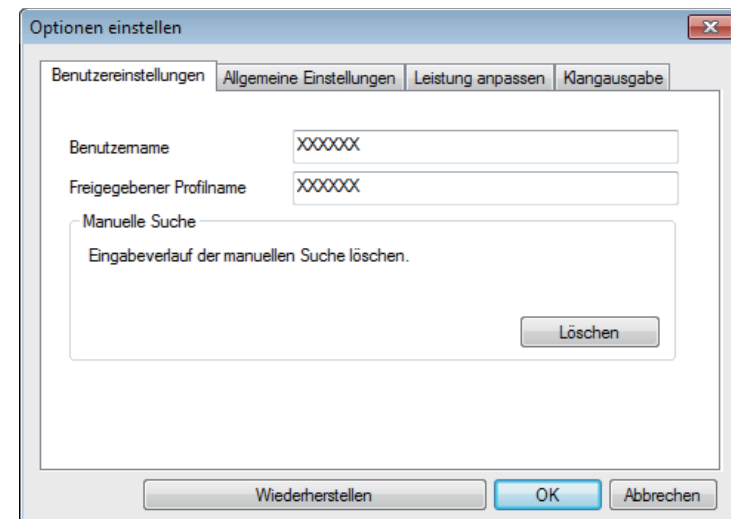 Optionen einstellen
Benutzereinstellungen Allgemeine Einstellungen Leistung anpassen Klangausgabe
Benutzername XXXXXX
Freigegebener Profilname XXXXXX
Manuelle Suche
Eingabeverlauf der manuellen Suche löschen.
Löschen
Wiederherstellen OK Abbrechen